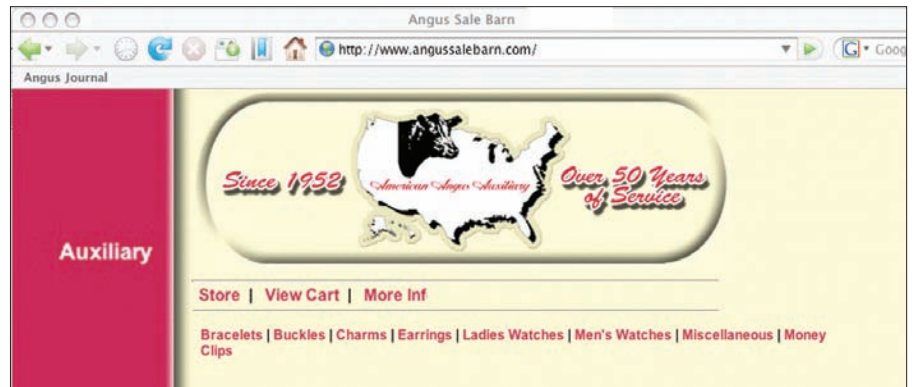 Angus Sale Barn
http://www.angussalebarn.com/
G Goog
Angus Journal
Since 1952
American Angus Auxiliary
Over 50 Years
of Service
Auxiliary
Store | View Cart | More Inf
Bracelets | Buckles | Charms | Earrings | Ladies Watches | Men's Watches | Miscellaneous | Money
Clips